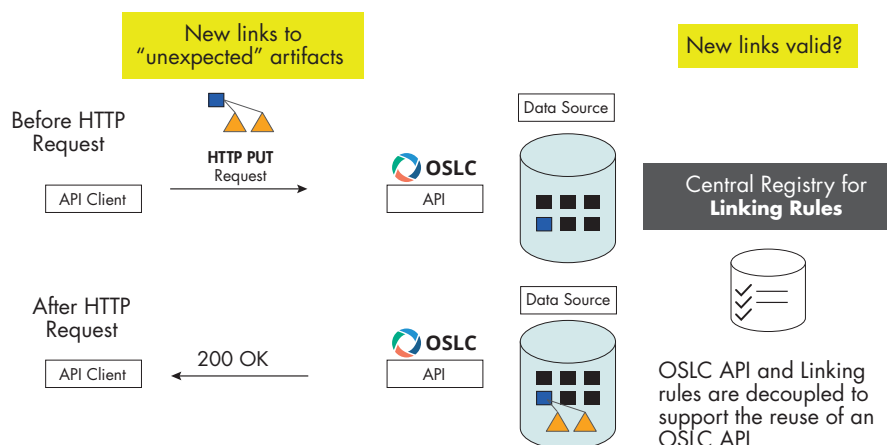 New links to
“unexpected” artifacts
New links valid?
Before HTTP
Request
HTTP PUT
Request
API Client
OSLC
API
Data Source
Central Registry for
Linking Rules
After HTTP
Request
200 OK
API Client
OSLC
API
Data Source
OSLC API and Linking
rules are decoupled to
support the reuse of an
OSLC API